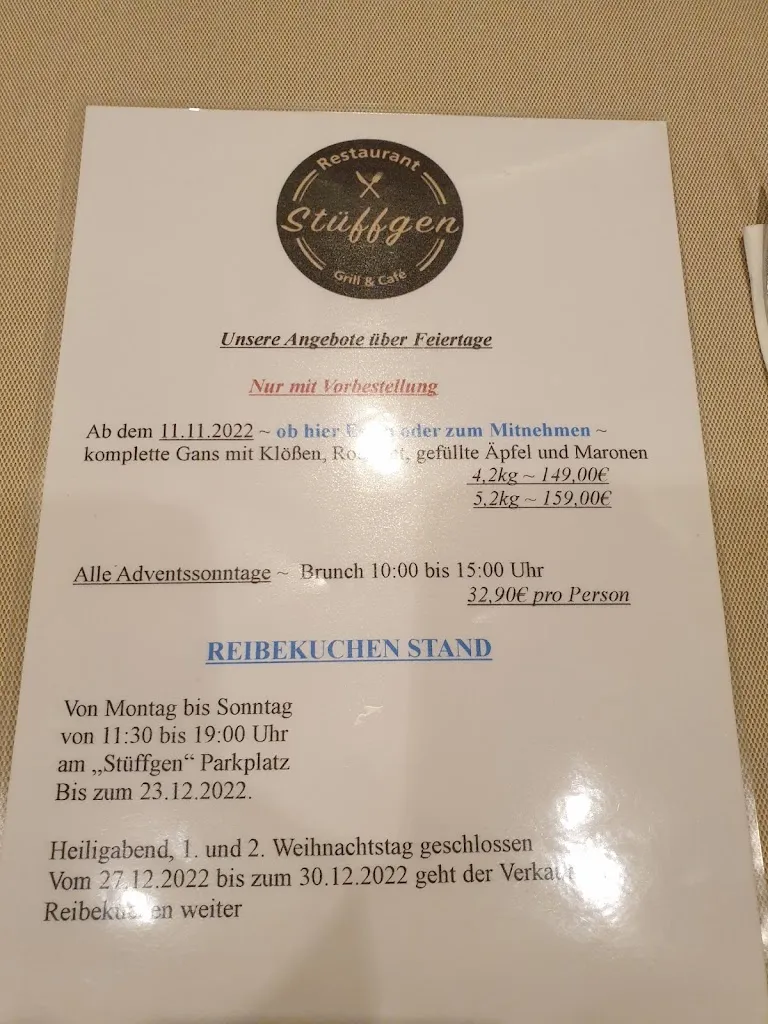 Restaurant
Stüffgen
Grill & Café
Unsere Angebote über Feiertage
Nur mit Vorbestellung
Ab dem 11.11.2022 ~ ob hier oder zum Mitnehmen ~
komplette Gans mit Klößen, gefüllte Äpfel und Maronen
4,2kg ~ 149,00€
5,2kg ~ 159,00€
Alle Adventssonntage ~ Brunch 10:00 bis 15:00 Uhr
32,90€ pro Person
REIBEKUCHEN STAND
Von Montag bis Sonntag
von 11:30 bis 19:00 Uhr
am „Stüffgen“ Parkplatz
Bis zum 23.12.2022.
Heiligabend, 1. und 2. Weihnachtstag geschlossen
Vom 27.12.2022 bis zum 30.12.2022 geht der Verkauf
Reibekuchen weiter